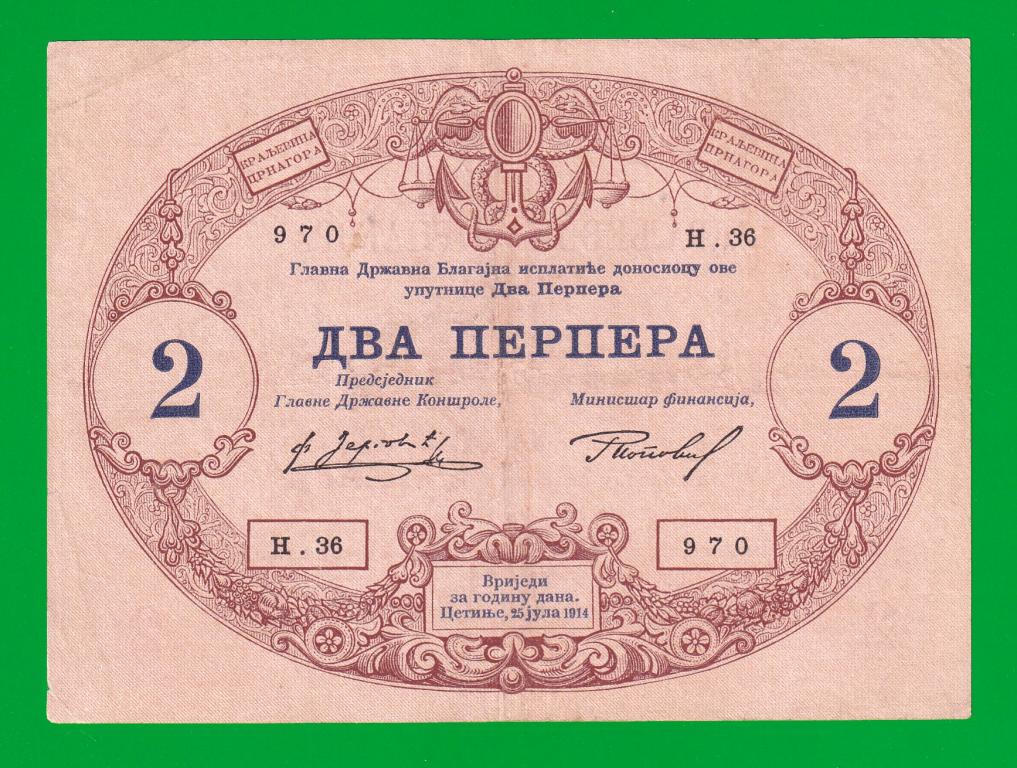 КРАЉЕВИНА
ЦРНАГОРА
КРАЉЕВИНА
ЦРНАГОРА
970
Н.36
Главна Државна Благајна исплатиће доносиоцу ове
упутнице Два Перпера
ДВА ПЕРПЕРА
2
2
Предсједник
Главне Државне Контроле,
Министар финансија,
Н.36
970
Вриједи
за годину дана.
Цетиње, 25 јула 1914